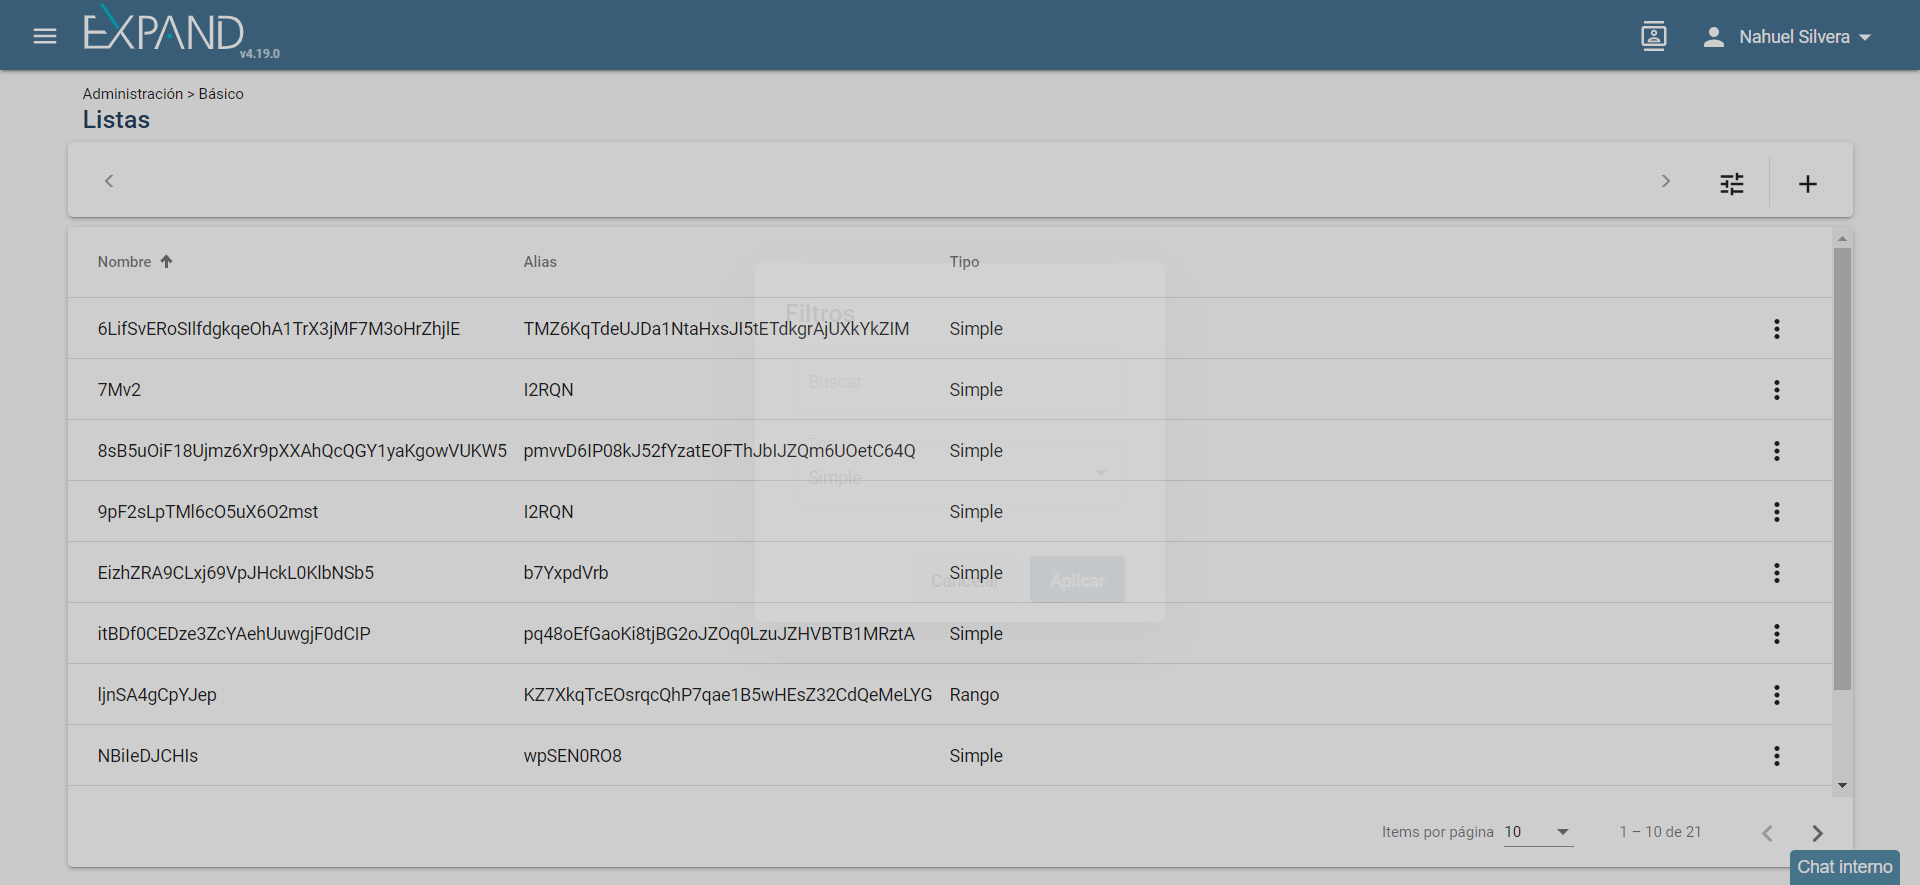 EXPAND
v4.19.0
Nahuel Silvera
Administración > Básico
Listas
Nombre Alias Tipo
Filtros
6LifSvERoSIlfdgkqeOhA1TrX3jMF7M3oHrZhjlE TMZ6KqTdeUJDa1NtaHxsJI5tETdkgrAjUXkYkZIM Simple
Buscar
7Mv2 I2RQN Simple
8sB5uOiF18Ujmz6Xr9pXXAhQcQGY1yaKgowVUKW5 pmvvD6IP08kJ52fYzatEOFThJbIJZQm6UOetC64Q Simple
Simple
9pF2sLpTMl6cO5uX6O2mst I2RQN Simple
EizhZRA9CLxj69VpJHckL0KlbNSb5 b7YxpdVrb Simple
Cancelar Aplicar
itBDf0CEDze3ZcYAehUuwgjF0dCIP pq48oEfGaoKi8tjBG2oJZOq0LzuJZHVBTB1MRztA Simple
ljnSA4gCpYJep KZ7XkqTcEOsrqcQhP7qae1B5wHEsZ32CdQeMeLYG Rango
NBiIeDJCHIs wpSEN0RO8 Simple
Items por página 10 1 – 10 de 21
Chat interno